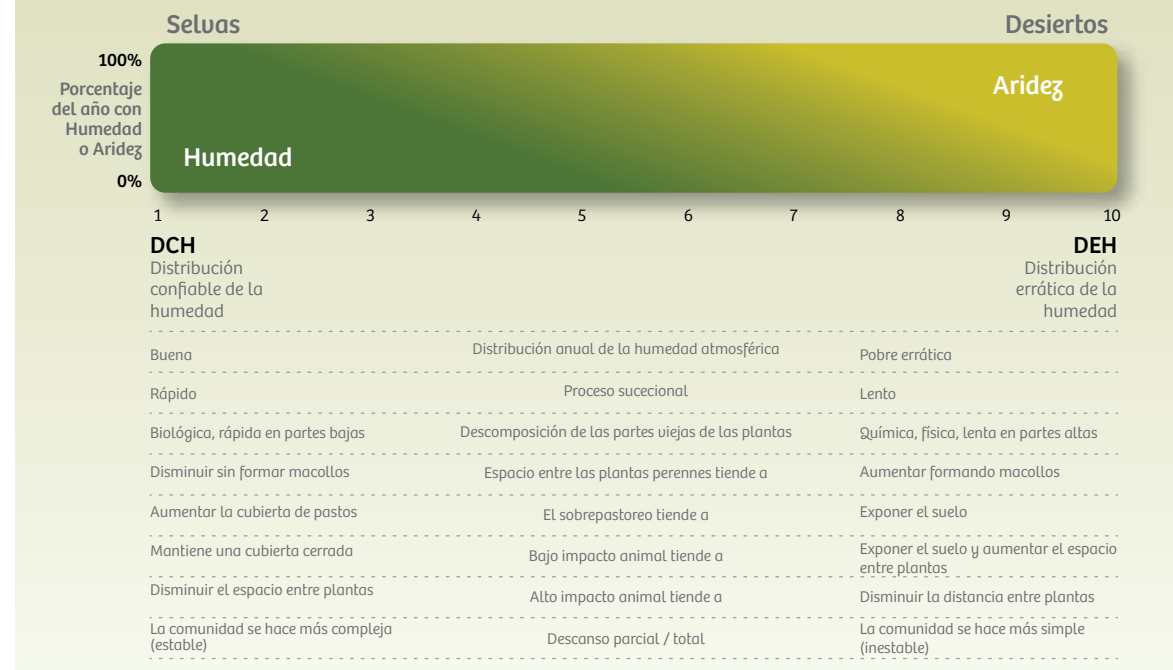 Selvas
Desiertos
100%
Porcentaje
del año con
Humedad
o Aridez
0%
Humedad
Aridez
1 2 3 4 5 6 7 8 9 10
DCH
Distribución
confiable de la
humedad
DEH
Distribución
errática de la
humedad
Buena
Distribución anual de la humedad atmosférica
Pobre errática
Rápido
Proceso sucecional
Lento
Biológica, rápida en partes bajas
Descomposición de las partes viejas de las plantas
Química, física, lenta en partes altas
Disminuir sin formar macollos
Espacio entre las plantas perennes tiende a
Aumentar formando macollos
Aumentar la cubierta de pastos
El sobrepastoreo tiende a
Exponer el suelo
Mantiene una cubierta cerrada
Bajo impacto animal tiende a
Exponer el suelo y aumentar el espacio
entre plantas
Disminuir el espacio entre plantas
Alto impacto animal tiende a
Disminuir la distancia entre plantas
La comunidad se hace más compleja
(estable)
Descanso parcial / total
La comunidad se hace más simple
(inestable)